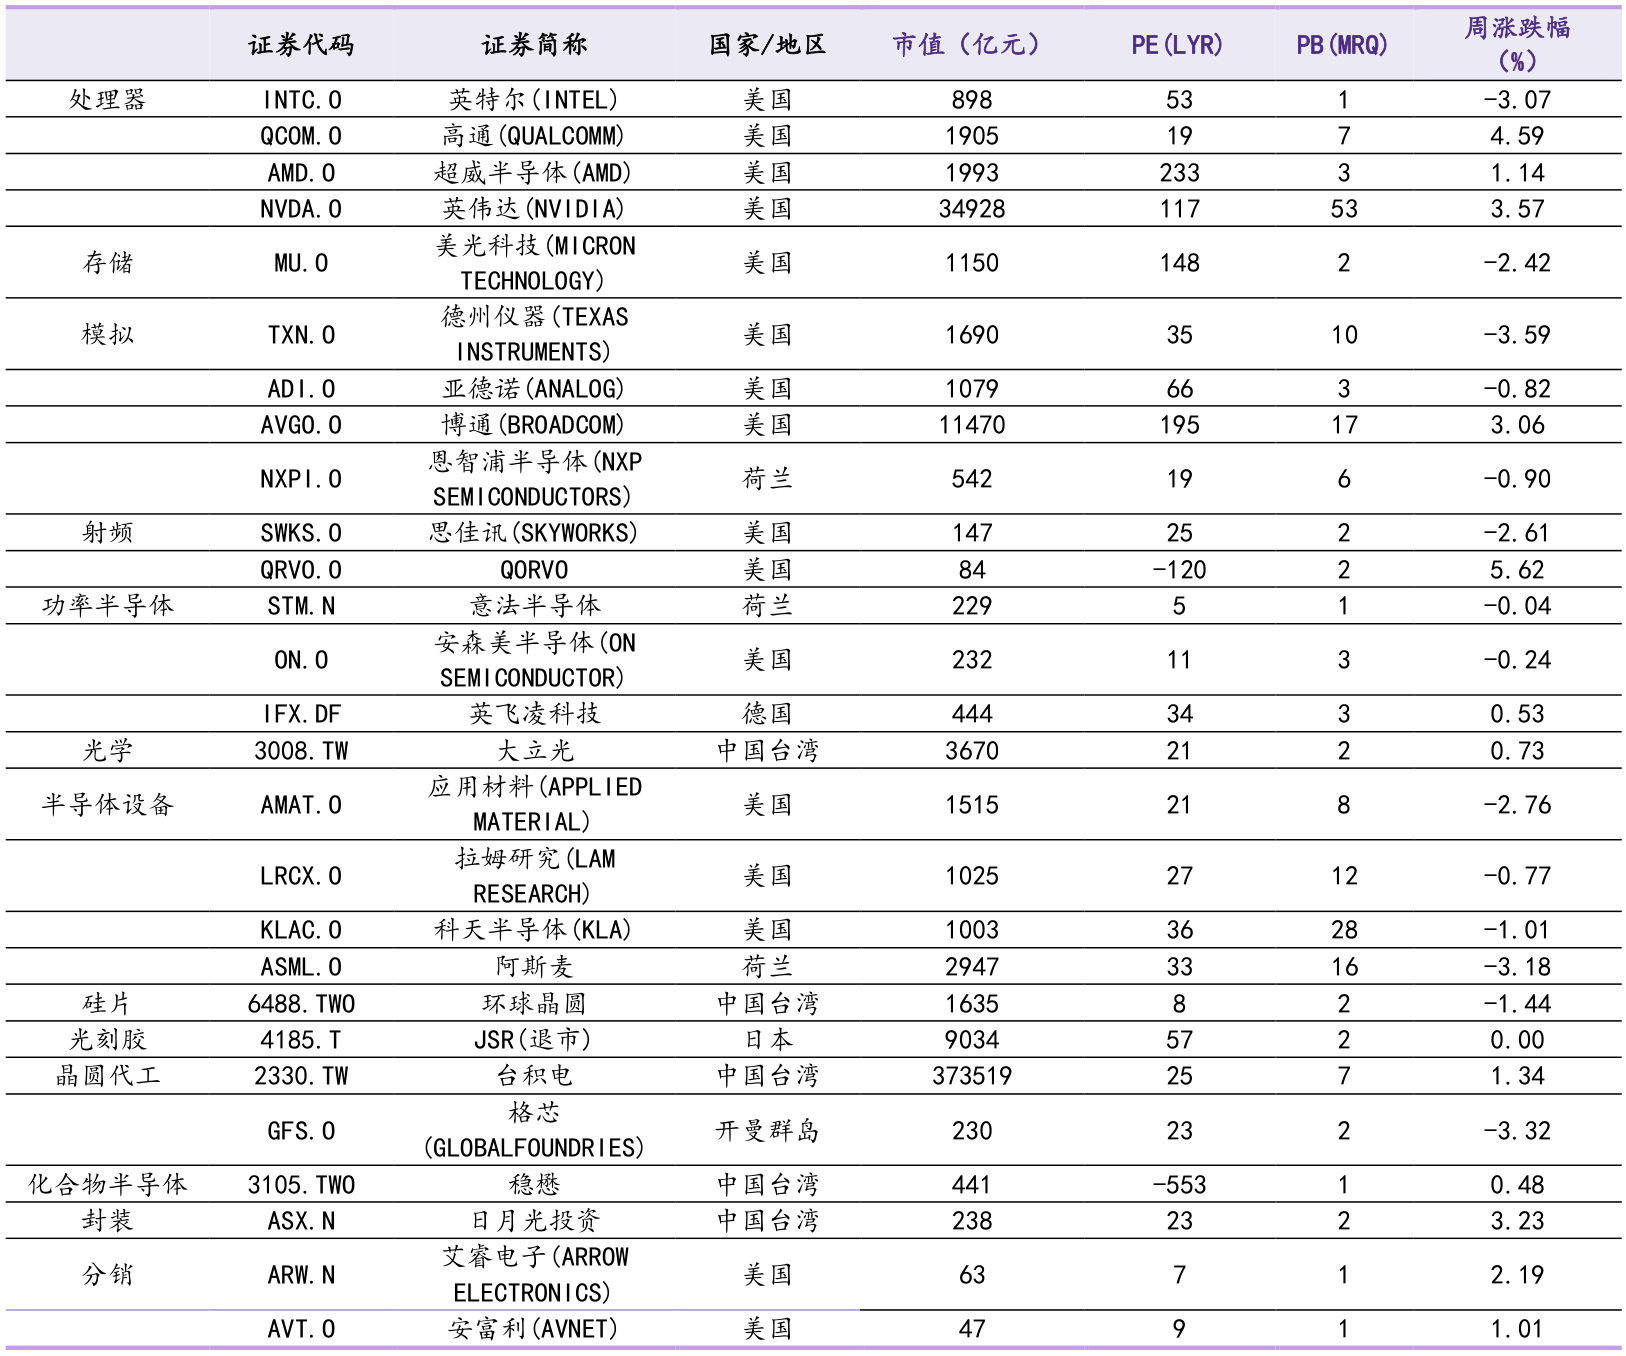 证券代码 证券简称 国家/地区 市值（亿元） PE(LYR) PB(MRQ) 周涨跌幅
(%)
处理器 INTC.O 英特尔(INTEL) 美国 898 53 1 -3.07
QCOM.O 高通(QUALCOMM) 美国 1905 19 7 4.59
AMD.O 超威半导体(AMD) 美国 1993 233 3 1.14
NVDA.O 英伟达(NVIDIA) 美国 34928 117 53 3.57
存储 MU.O 美光科技(MICRON
TECHNOLOGY) 美国 1150 148 2 -2.42
模拟 TXN.O 德州仪器(TEXAS
INSTRUMENTS) 美国 1690 35 10 -3.59
ADI.O 亚德诺(ANALOG) 美国 1079 66 3 -0.82
AVGO.O 博通(BROADCOM) 美国 11470 195 17 3.06
NXPI.O 恩智浦半导体(NXP
SEMICONDUCTORS) 荷兰 542 19 6 -0.90
射频 SWKS.O 思佳讯(SKYWORKS) 美国 147 25 2 -2.61
QRVO.O QORVO 美国 84 -120 2 5.62
功率半导体 STM.N 意法半导体 荷兰 229 5 1 -0.04
ON.O 安森美半导体(ON
SEMICONDUCTOR) 美国 232 11 3 -0.24
IFX.DF 英飞凌科技 德国 444 34 3 0.53
光学 3008.TW 大立光 中国台湾 3670 21 2 0.73
半导体设备 AMAT.O 应用材料(APPLIED
MATERIAL) 美国 1515 21 8 -2.76
LRCX.O 拉姆研究(LAM
RESEARCH) 美国 1025 27 12 -0.77
KLAC.O 科天半导体(KLA) 美国 1003 36 28 -1.01
ASML.O 阿斯麦 荷兰 2947 33 16 -3.18
硅片 6488.TWO 环球晶圆 中国台湾 1635 8 2 -1.44
光刻胶 4185.T JSR(退市) 日本 9034 57 2 0.00
晶圆代工 2330.TW 台积电 中国台湾 373519 25 7 1.34
GFS.O 格芯
(GLOBALFOUNDRIES) 开曼群岛 230 23 2 -3.32
化合物半导体 3105.TWO 稳懋 中国台湾 441 -553 1 0.48
封装 ASX.N 日月光投资 中国台湾 238 23 2 3.23
分销 ARW.N 艾睿电子(ARROW
ELECTRONICS) 美国 63 7 1 2.19
AVT.O 安富利(AVNET) 美国 47 9 1 1.01